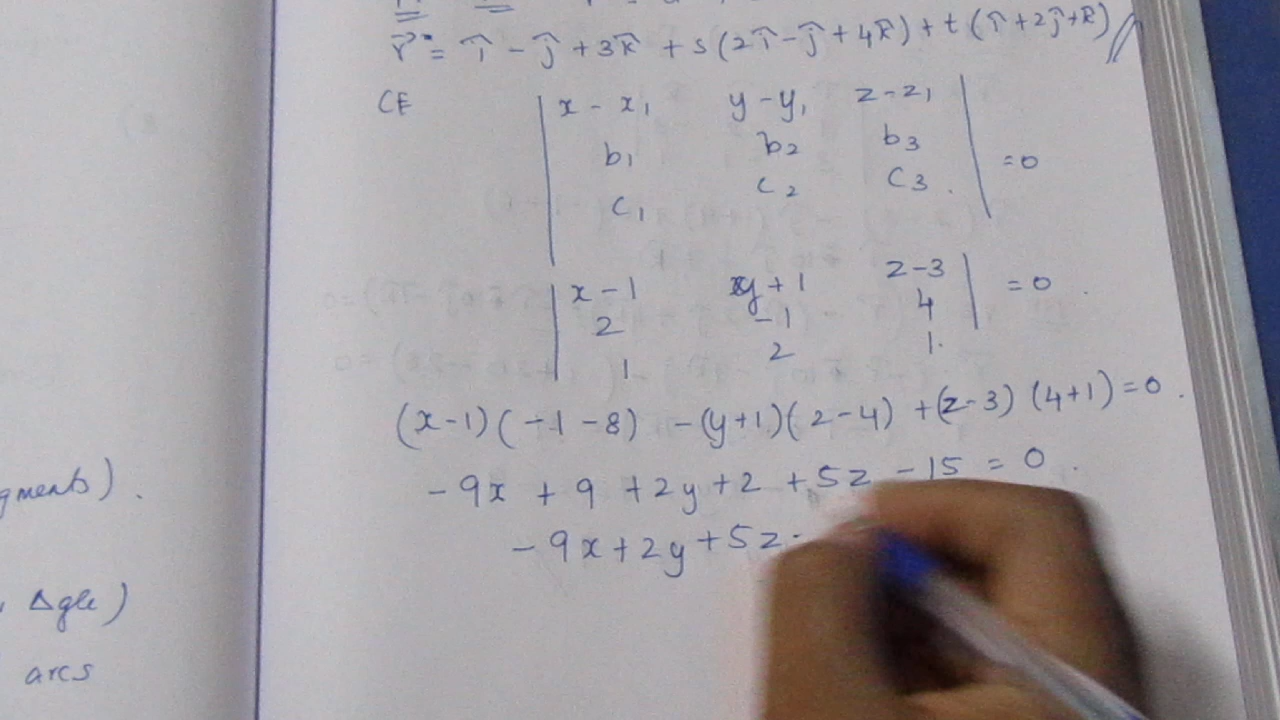 r⃗ = î − ĵ + 3k̂ + s(2î − ĵ + 4k̂) + t(î + 2ĵ + k̂)
CE
x − x₁ y − y₁ z − z₁
b₁ b₂ b₃ = 0
c₁ c₂ c₃ .
x − 1 y + 1 z − 3 = 0 .
2 −1 4
1 2 1.
(x−1)(−1−8) − (y+1)(2−4) + (z−3)(4+1) = 0 .
−9x + 9 + 2y + 2 + 5z − 15 = 0 .
−9x + 2y + 5z -
gments) .
Δgle)
arcs